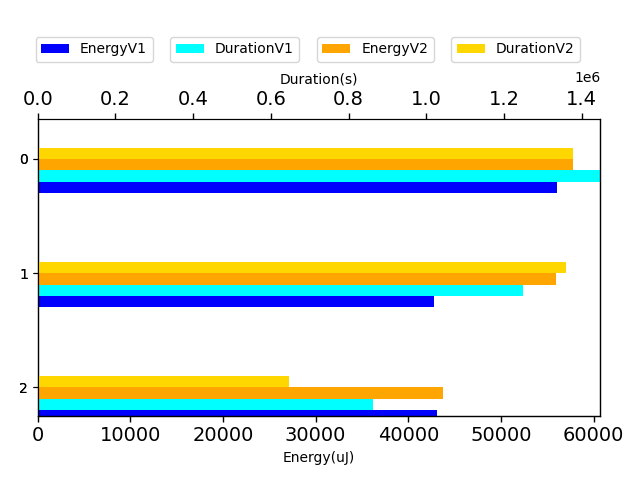 EnergyV1 DurationV1 EnergyV2 DurationV2
Duration(s)
1e6
0.0 0.2 0.4 0.6 0.8 1.0 1.2 1.4
0
1
2
0 10000 20000 30000 40000 50000 60000
Energy(uJ)